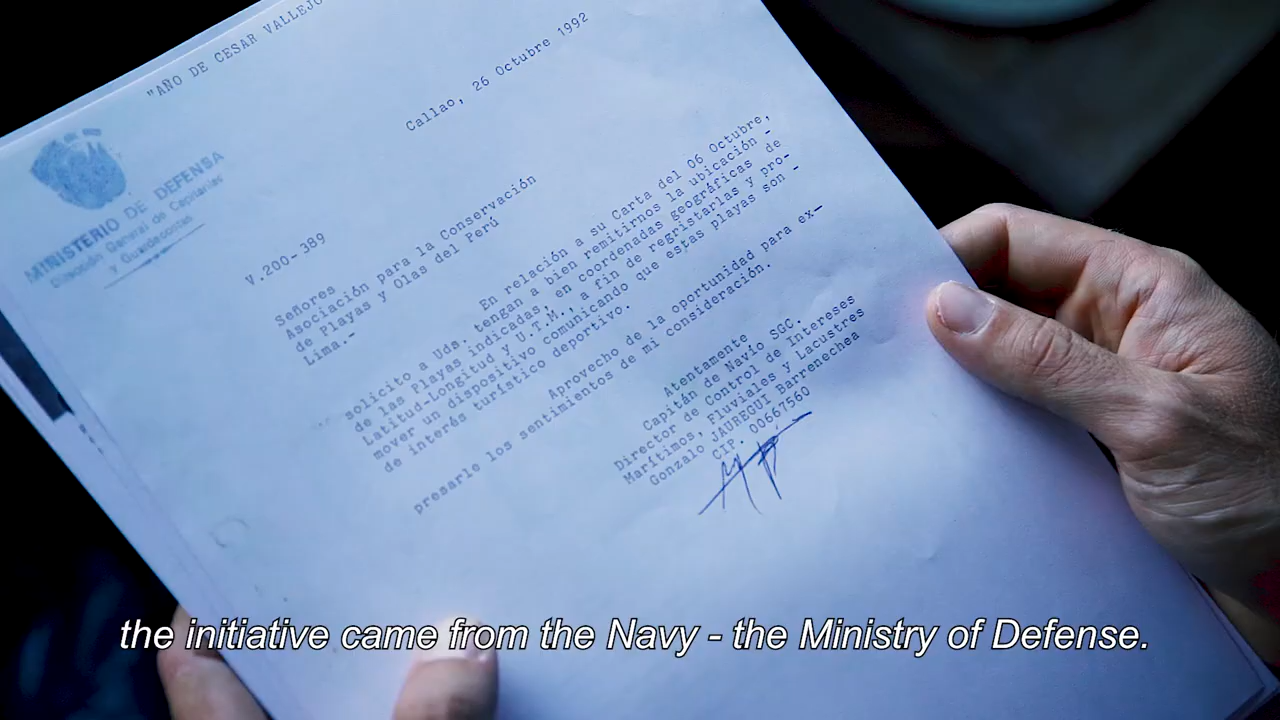 "AÑO DE CESAR VALLEJO
Callao, 26 Octubre 1992
MINISTERIO DE DEFENSA
Dirección General de Capitanías
y Guardacostas
V.200-389
Señores
Asociación para la Conservación
de Playas y Olas del Perú
Lima.-
En relación a su Carta del 06 Octubre,
solicito a Uds. tengan a bien remitirnos la ubicación -
de las Playas indicadas, en coordenadas geográficas de
Latitud-Longitud y U.T.M., a fin de regristarlas y pro-
mover un dispositivo comunicando que estas playas son -
de interés turístico deportivo.
Aprovecho de la oportunidad para ex-
presarle los sentimientos de mi consideración.
Atentamente
Capitán de Navío SGC.
Director de Control de Intereses
Marítimos, Fluviales y Lacustres
Gonzalo JAUREGUI Barrenechea
CIP. 00667560
the initiative came from the Navy - the Ministry of Defense.